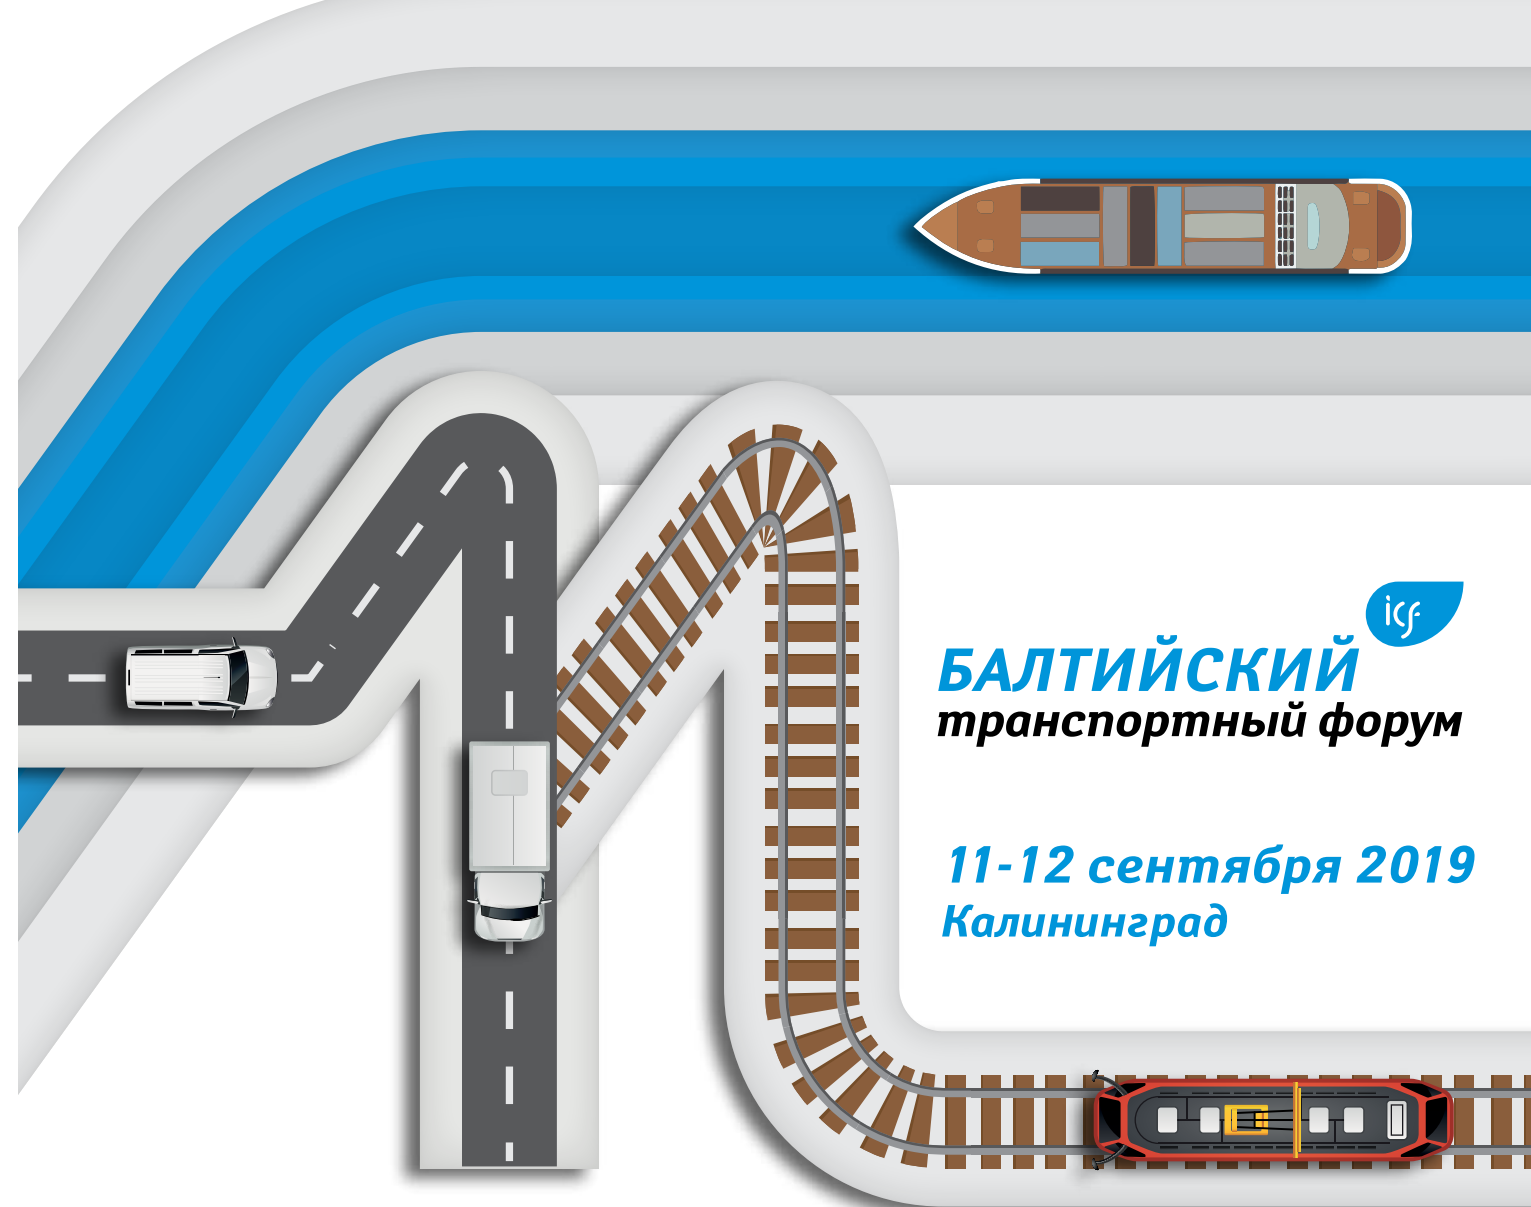 icf
БАЛТИЙСКИЙ
транспортный форум
11-12 сентября 2019
Калининград